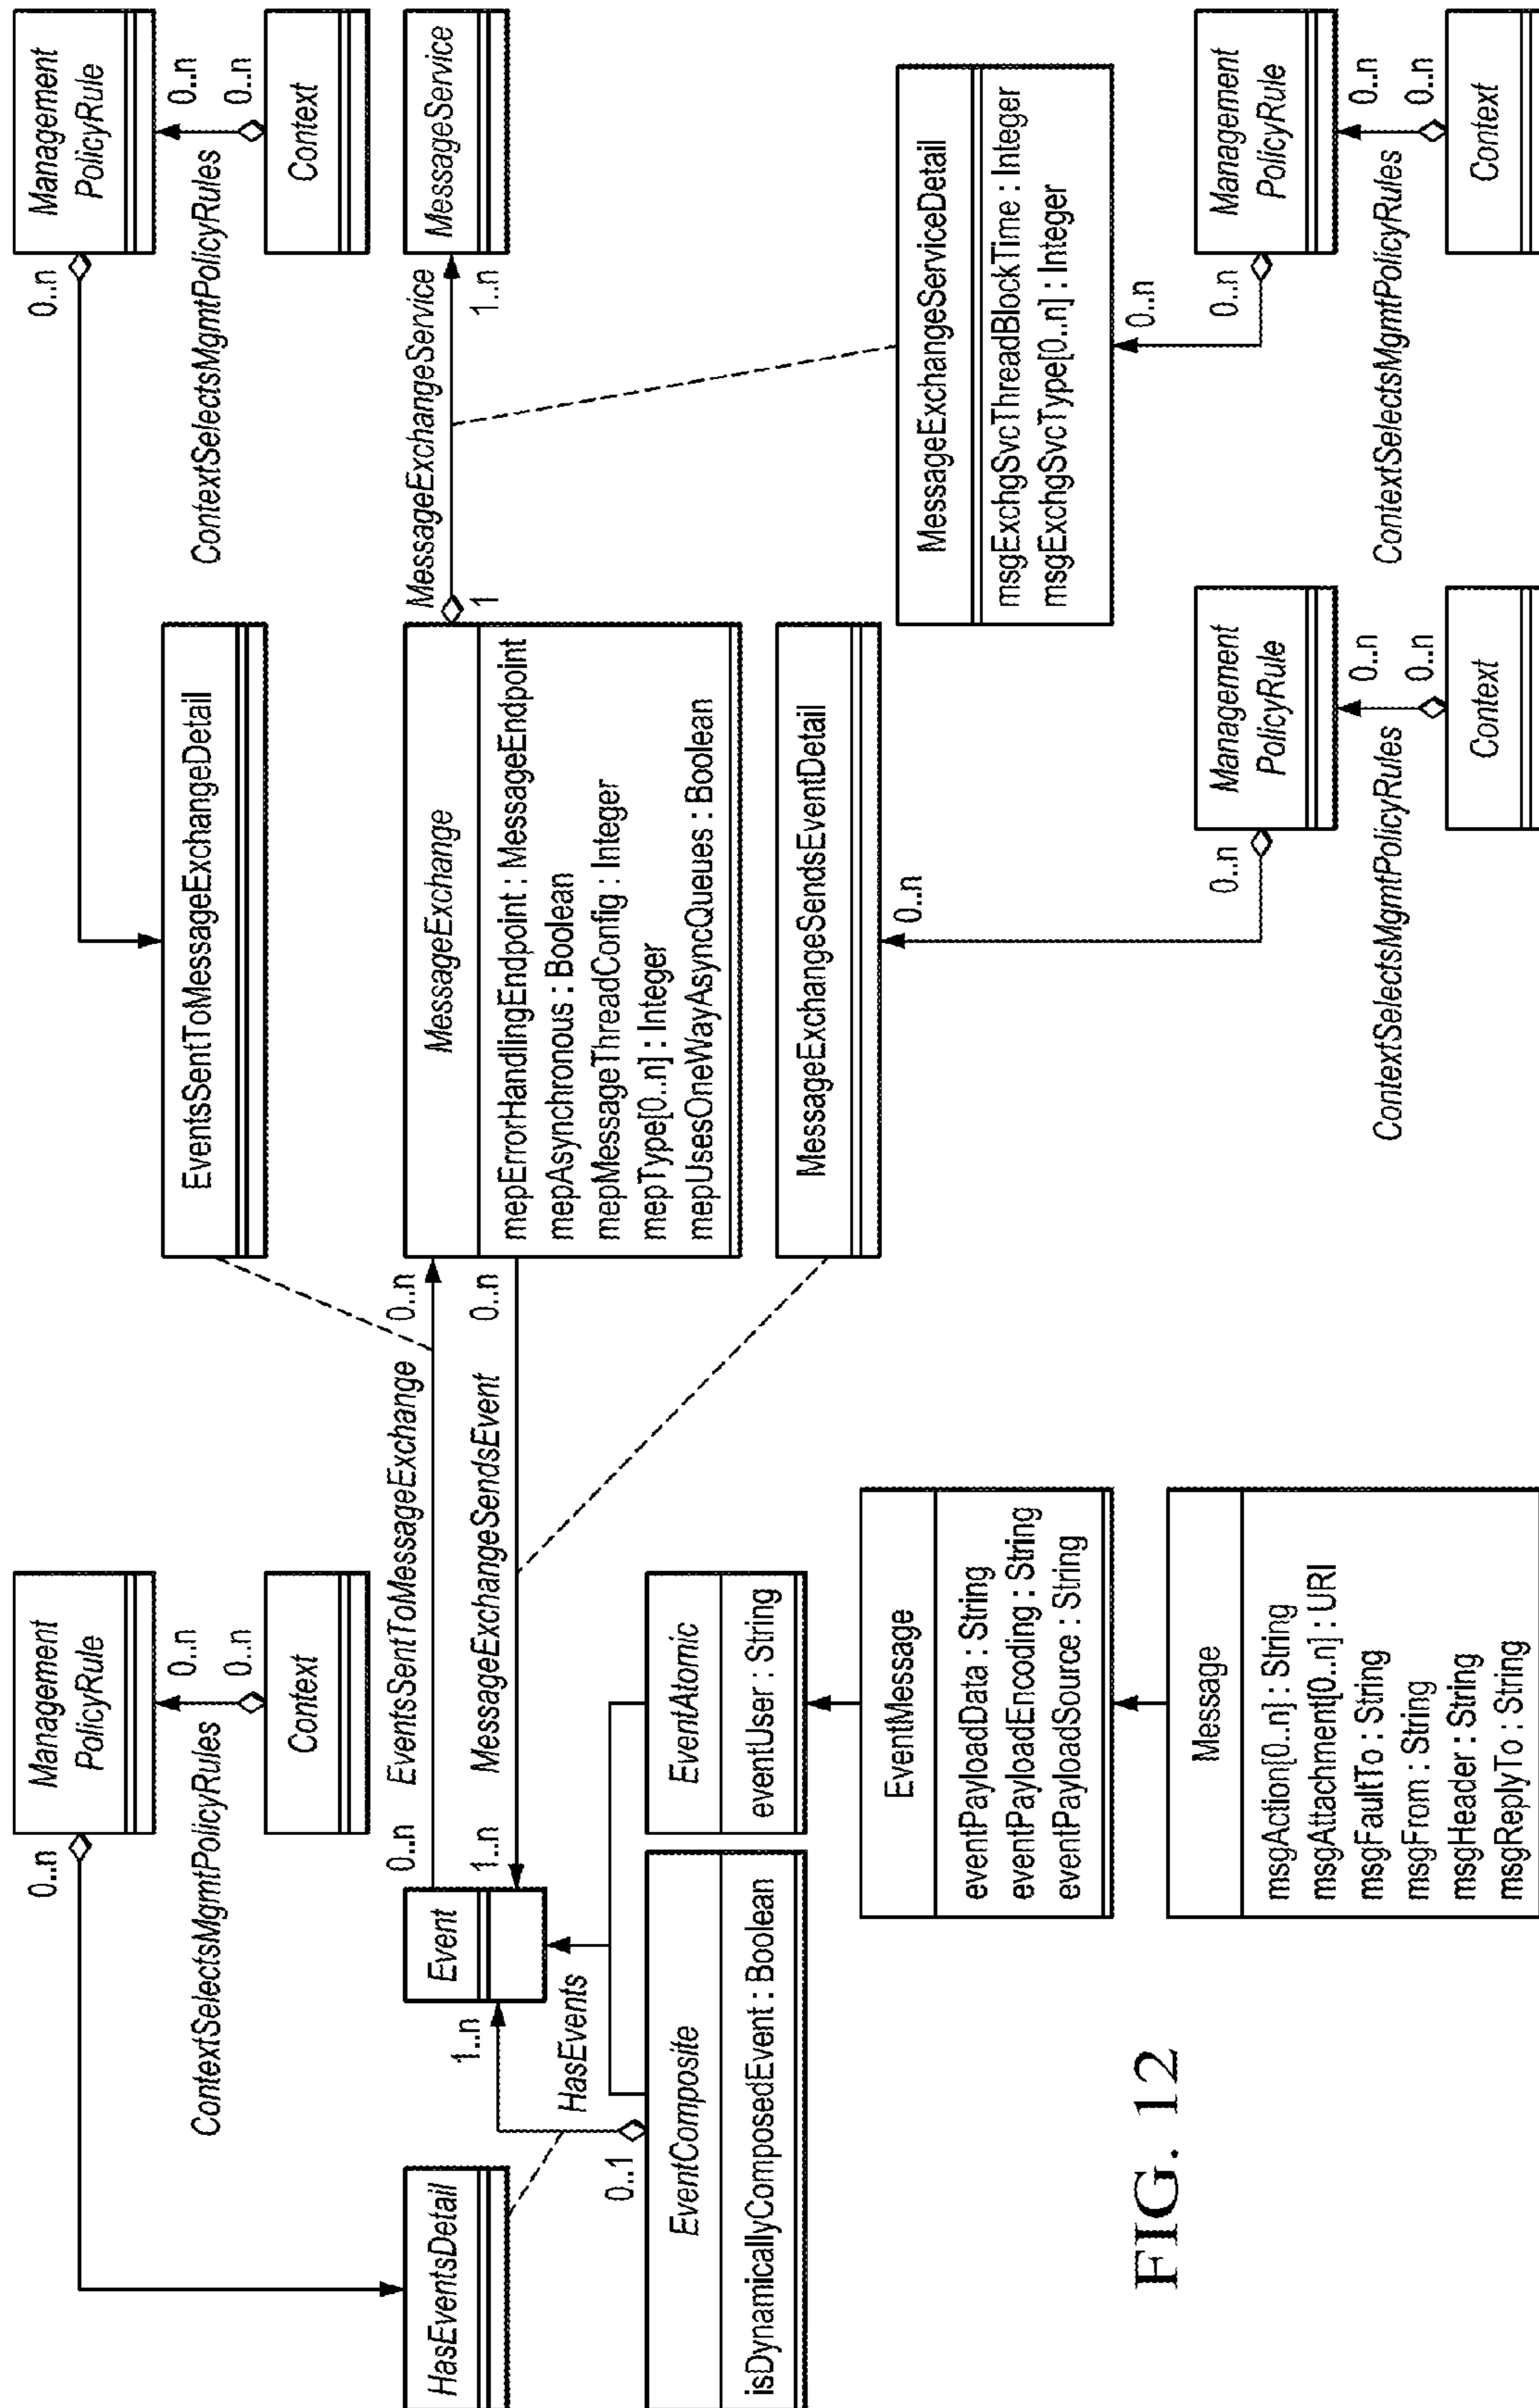 Management
PolicyRule
0..n
0..n
0..n
ContextSelectsMgmtPolicyRules
Context
Management
PolicyRule
0..n
0..n
0..n
ContextSelectsMgmtPolicyRules
Context
EventsSentToMessageExchangeDetail
HasEventsDetail
Event
0..n
EventsSentToMessageExchange
0..n
1..n
MessageExchangeSendsEvent
0..n
MessageExchange
mepErrorHandlingEndpoint : MessageEndpoint
mepAsynchronous : Boolean
mepMessageThreadConfig : Integer
mepType[0..n] : Integer
mepUsesOneWayAsyncQueues : Boolean
MessageExchangeService
1
1..n
MessageService
1..n
HasEvents
0..1
EventComposite
isDynamicallyComposedEvent : Boolean
EventAtomic
eventUser : String
MessageExchangeSendsEventDetail
0..n
EventMessage
eventPayloadData : String
eventPayloadEncoding : String
eventPayloadSource : String
MessageExchangeServiceDetail
msgExchgSvcThreadBlockTime : Integer
msgExchgSvcType[0..n] : Integer
0..n
Message
msgAction[0..n] : String
msgAttachment[0..n] : URI
msgFaultTo : String
msgFrom : String
msgHeader : String
msgReplyTo : String
0..n
Management
PolicyRule
0..n
0..n
ContextSelectsMgmtPolicyRules
Context
0..n
Management
PolicyRule
0..n
0..n
ContextSelectsMgmtPolicyRules
Context
FIG. 12